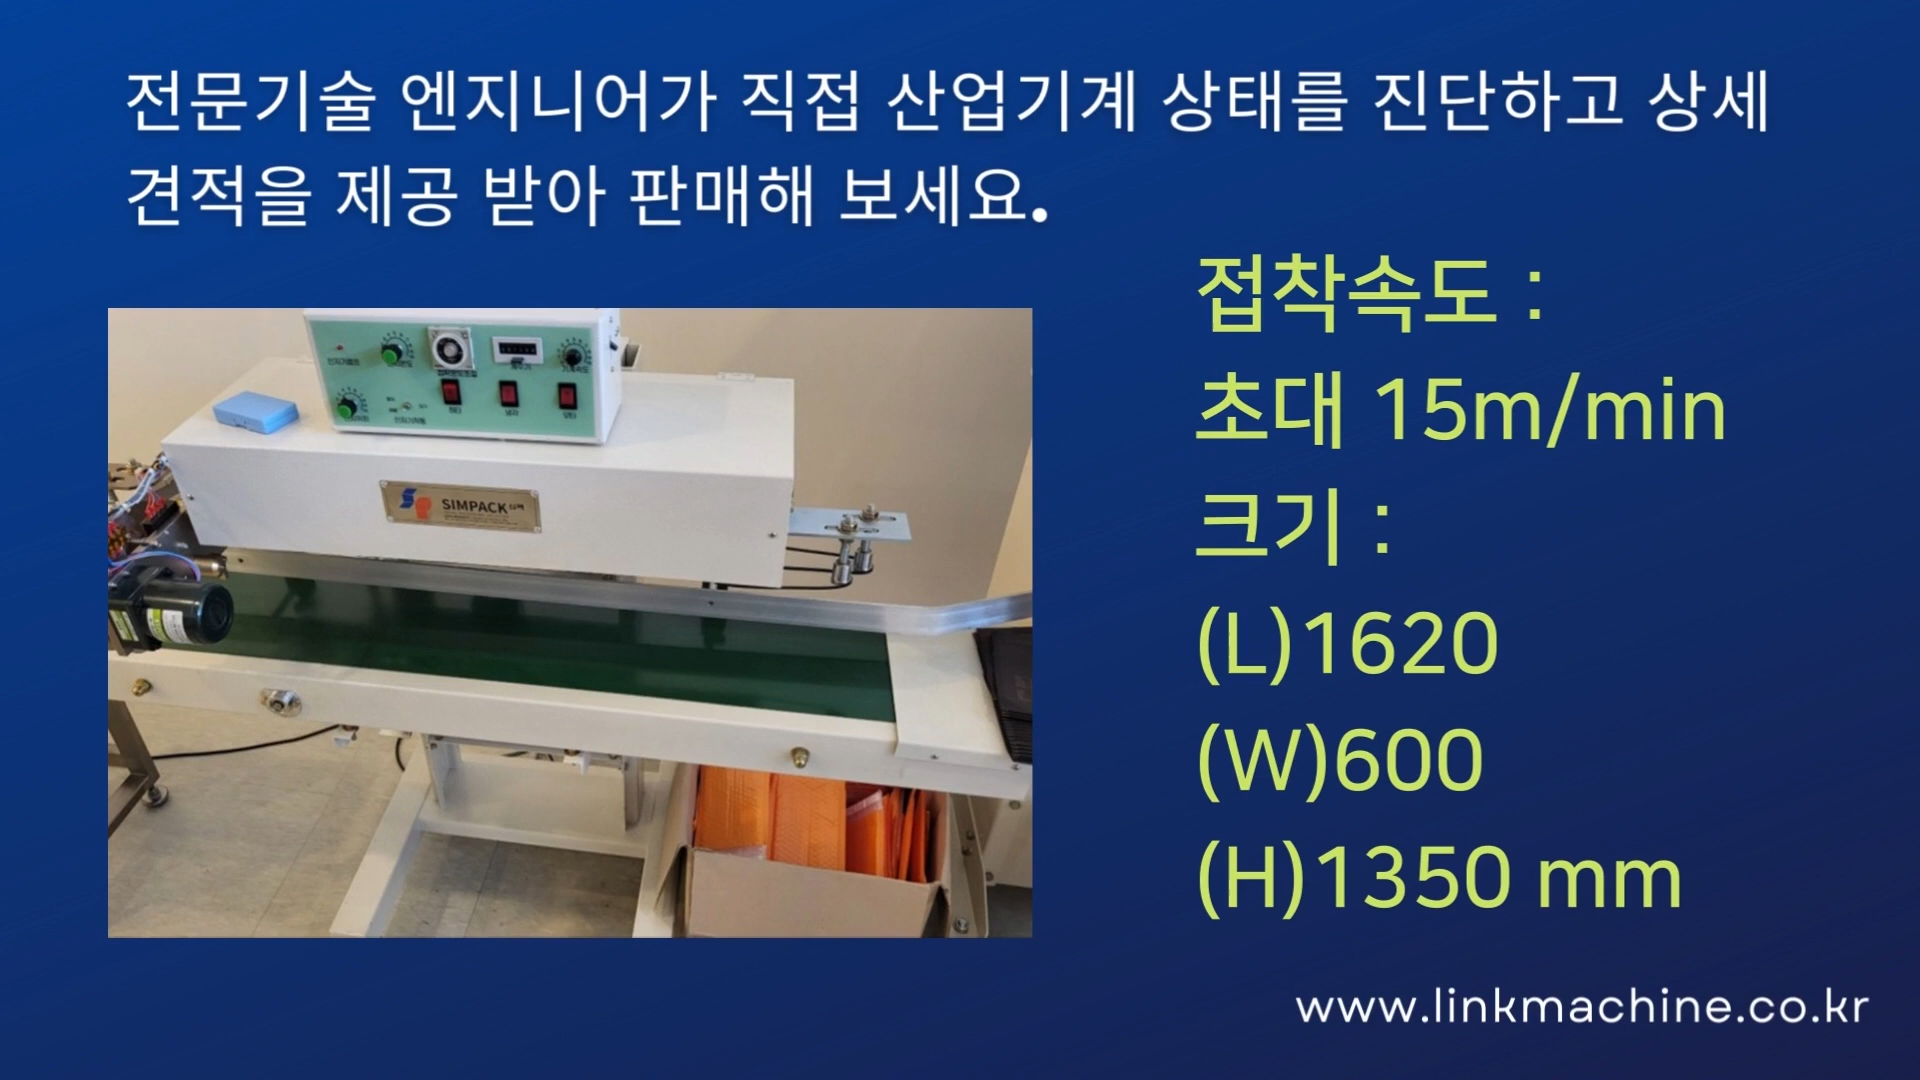 전문기술 엔지니어가 직접 산업기계 상태를 진단하고 상세
견적을 제공 받아 판매해 보세요.
접착속도 :
초대 15m/min
크기 :
(L)1620
(W)600
(H)1350 mm
SIMPACK
www.linkmachine.co.kr